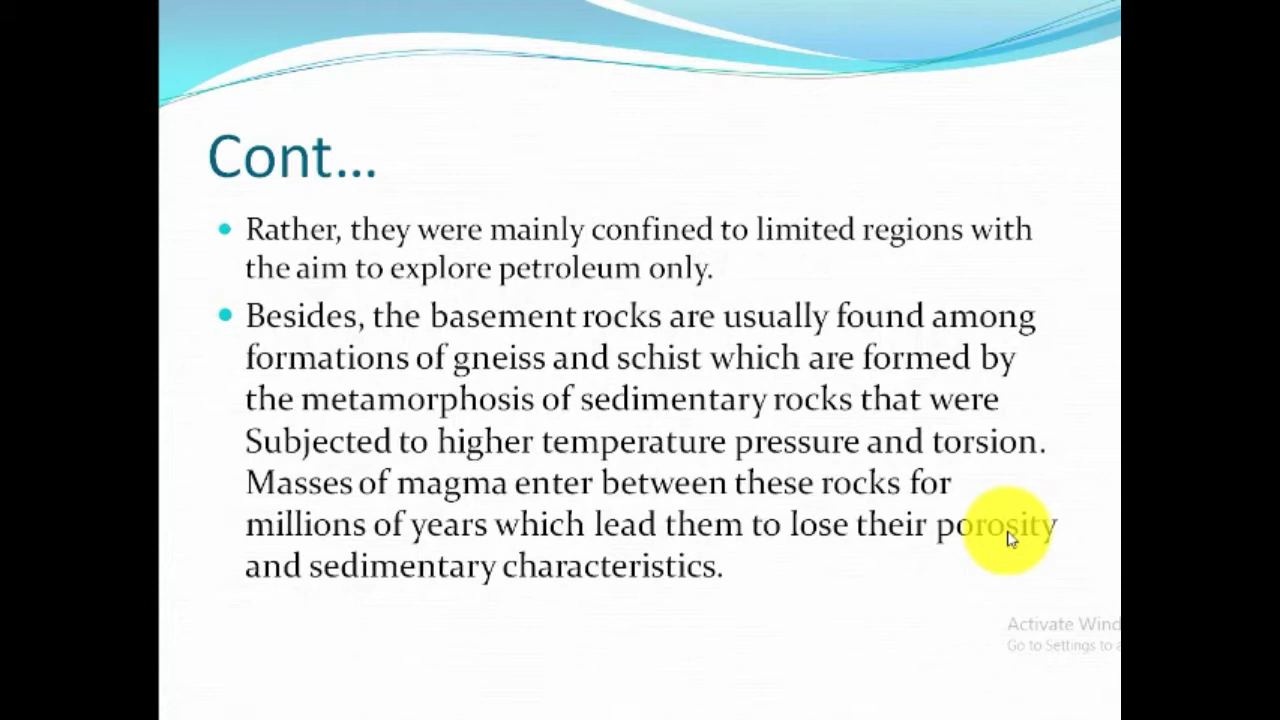 Cont...
Rather, they were mainly confined to limited regions with
the aim to explore petroleum only.
Besides, the basement rocks are usually found among
formations of gneiss and schist which are formed by
the metamorphosis of sedimentary rocks that were
Subjected to higher temperature pressure and torsion.
Masses of magma enter between these rocks for
millions of years which lead them to lose their porosity
and sedimentary characteristics.
Activate Wind
Go to Settings to a